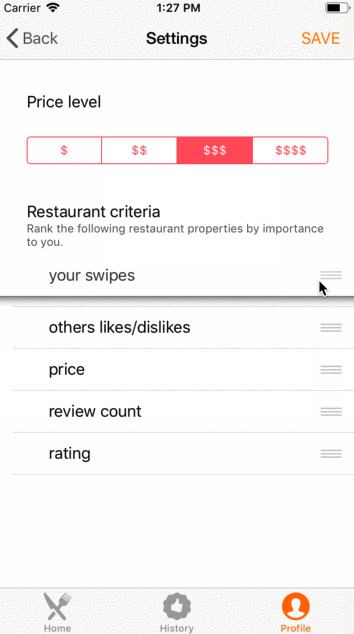 Carrier 1:27 PM
Back Settings SAVE
Price level
$ $$ $$$ $$$$
Restaurant criteria
Rank the following restaurant properties by importance
to you.
your swipes
others likes/dislikes
price
review count
rating
Home History Profile